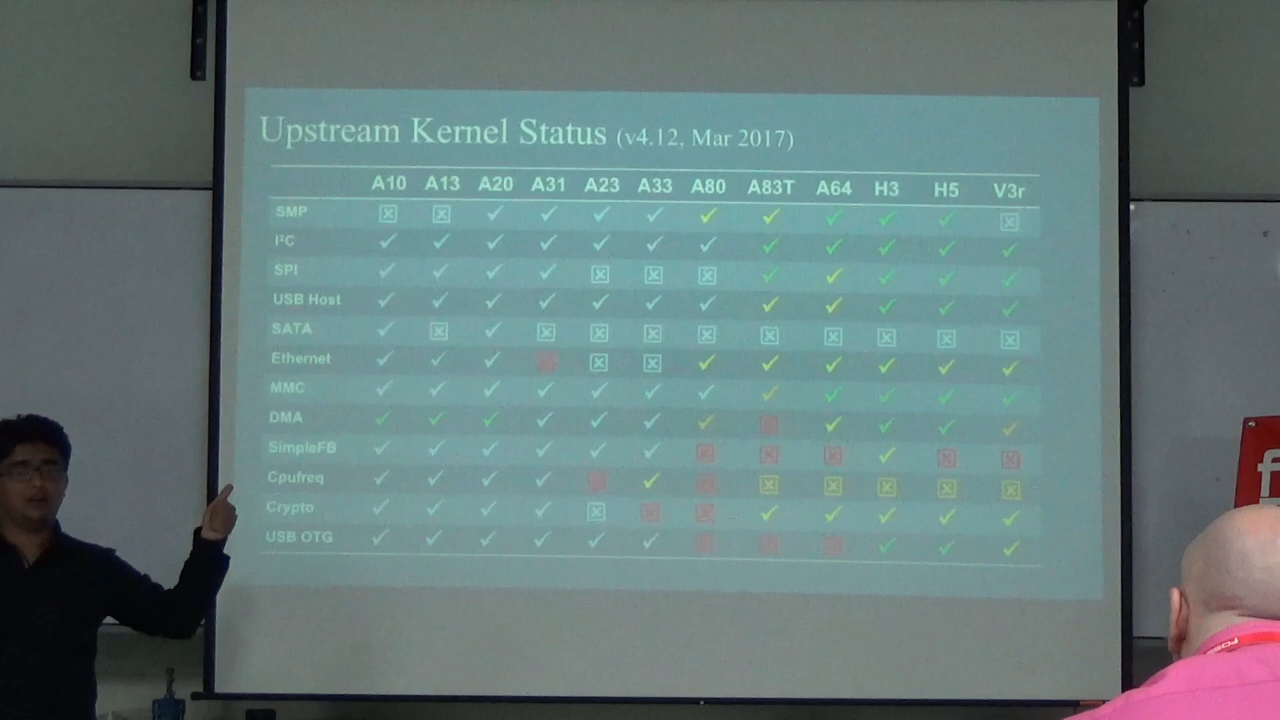 Upstream Kernel Status (v4.12, Mar 2017)
A10 A13 A20 A31 A23 A33 A80 A83T A64 H3 H5 V3r
SMP
I²C
SPI
USB Host
SATA
Ethernet
MMC
DMA
SimpleFB
Cpufreq
Crypto
USB OTG
f